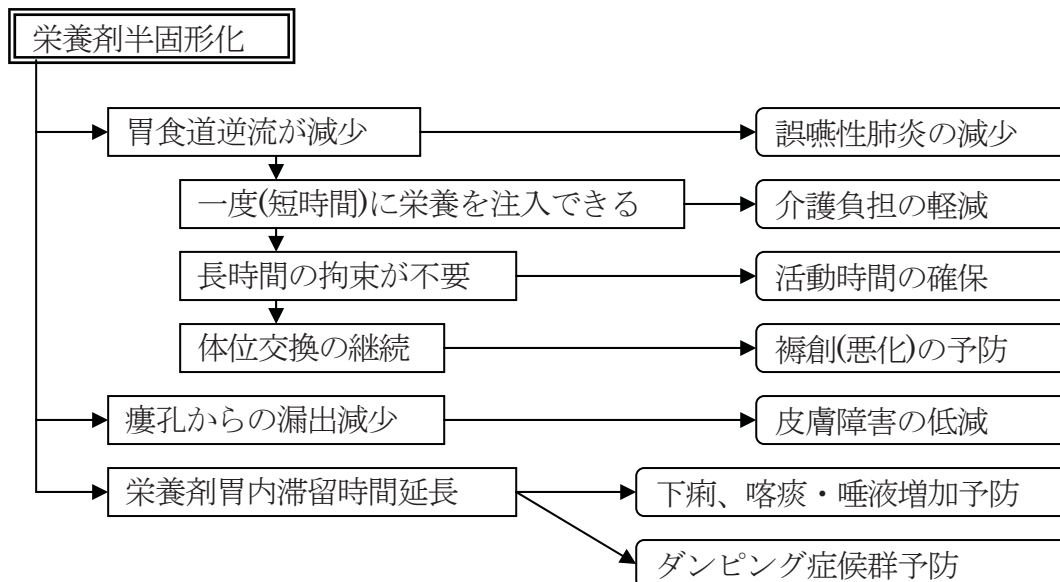 栄養剤半固形化
胃食道逆流が減少
誤嚥性肺炎の減少
一度(短時間)に栄養を注入できる
介護負担の軽減
長時間の拘束が不要
活動時間の確保
体位交換の継続
褥創(悪化)の予防
瘻孔からの漏出減少
皮膚障害の低減
栄養剤胃内滞留時間延長
下痢、喀痰・唾液増加予防
ダンピング症候群予防